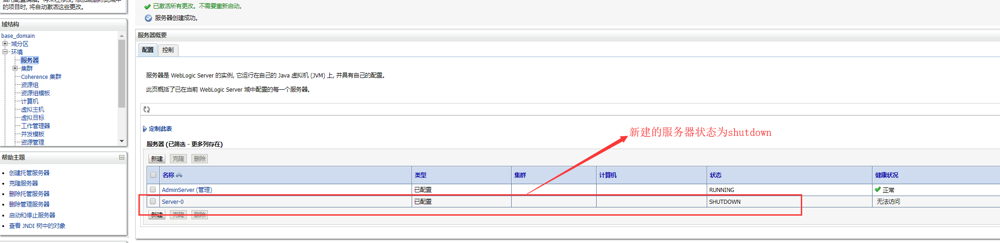 的项目时, 将自动激活这些更改。
域结构
base_domain
域分区
环境
服务器
集群
Coherence 集群
资源组
资源组模板
计算机
虚拟主机
虚拟目标
工作管理器
并发模板
资源管理
帮助主题
创建托管服务器
克隆服务器
删除托管服务器
删除管理服务器
启动和停止服务器
查看 JNDI 树中的对象
已激活所有更改。不需要重新启动。
服务器创建成功。
服务器概要
配置 控制
服务器是 WebLogic Server 的实例, 它运行在自己的 Java 虚拟机 (JVM) 上, 并具有自己的配置。
此页概括了已在当前 WebLogic Server 域中配置的每一个服务器。
定制此表
新建的服务器状态为shutdown
服务器 (已筛选 - 更多列存在)
新建 克隆 删除
名称 类型 集群 计算机 状态 健康状况
AdminServer (管理) 已配置 RUNNING 正常
Server-0 已配置 SHUTDOWN 无法访问
新建 克隆 删除